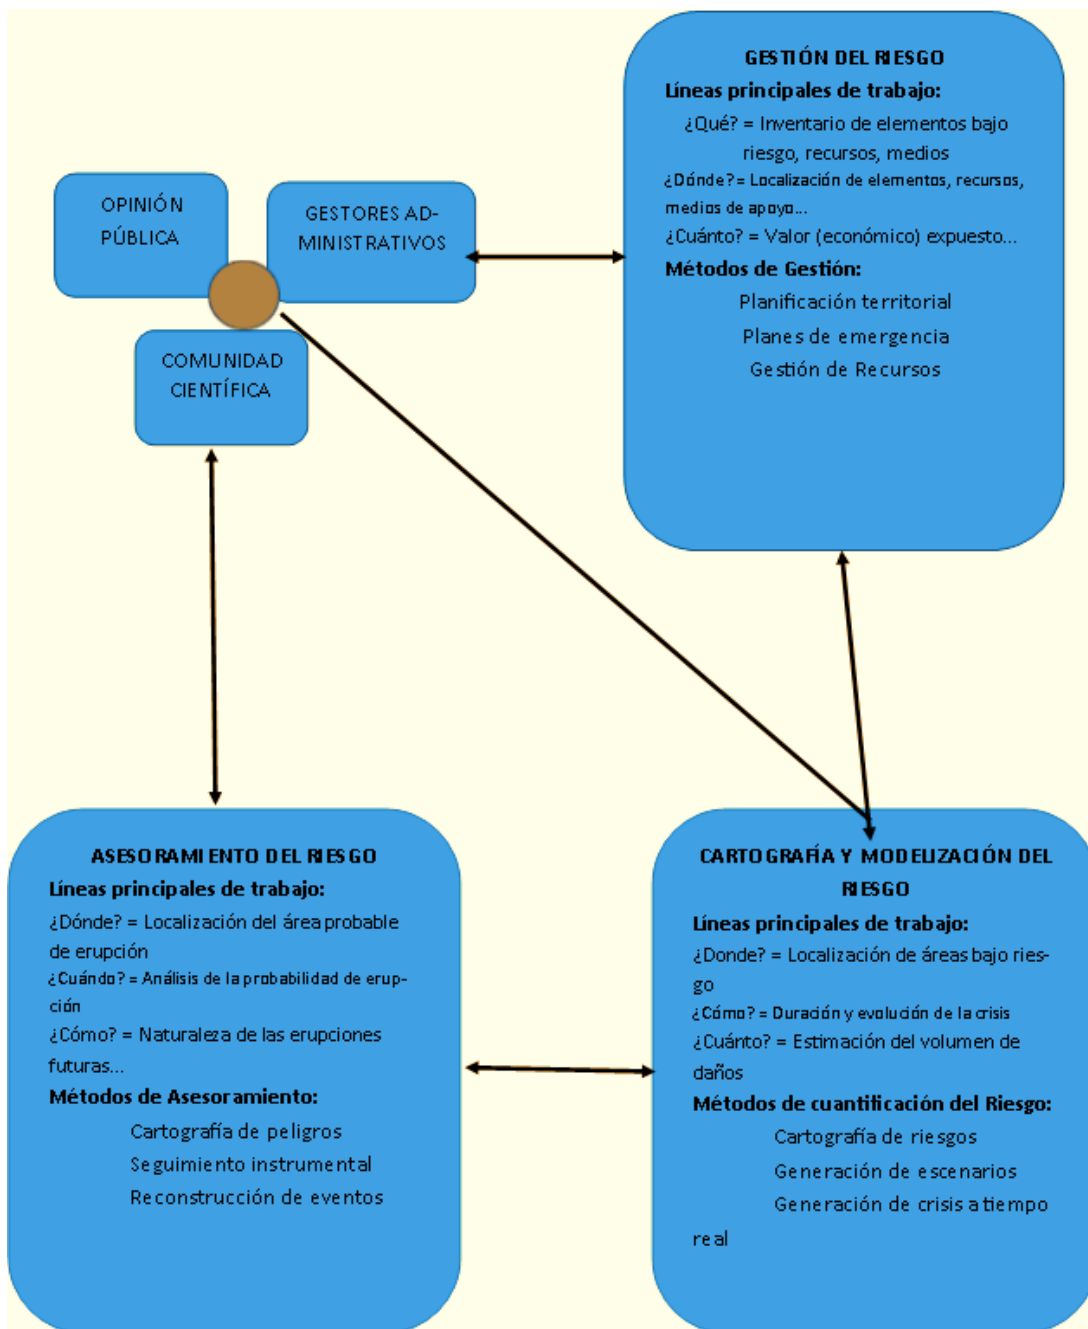 GESTIÓN DEL RIESGO
Líneas principales de trabajo:
¿Qué? = Inventario de elementos bajo
riesgo, recursos, medios
¿Dónde? = Localización de elementos, recursos,
medios de apoyo...
¿Cuánto? = Valor (económico) expuesto...
Métodos de Gestión:
Planificación territorial
Planes de emergencia
Gestión de Recursos
OPINIÓN
PÚBLICA
GESTORES AD-
MINISTRATIVOS
COMUNIDAD
CIENTÍFICA
ASESORAMIENTO DEL RIESGO
Líneas principales de trabajo:
¿Dónde? = Localización del área probable
de erupción
¿Cuándo? = Análisis de la probabilidad de erup-
ción
¿Cómo? = Naturaleza de las erupciones
futuras...
Métodos de Asesoramiento:
Cartografía de peligros
Seguimiento instrumental
Reconstrucción de eventos
CARTOGRAFÍA Y MODELIZACIÓN DEL
RIESGO
Líneas principales de trabajo:
¿Donde? = Localización de áreas bajo ries-
go
¿Cómo? = Duración y evolución de la crisis
¿Cuánto? = Estimación del volumen de
daños
Métodos de cuantificación del Riesgo:
Cartografía de riesgos
Generación de escenarios
Generación de crisis a tiempo
real